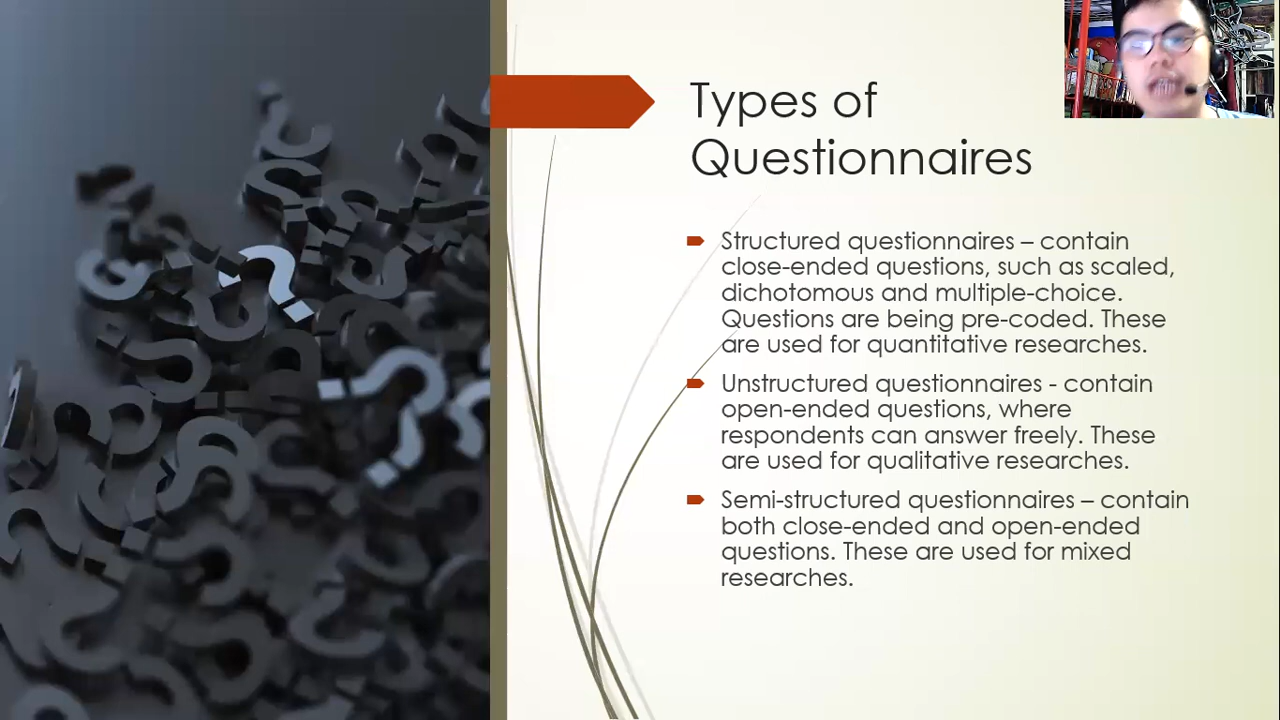 Types of
Questionnaires
Structured questionnaires – contain
close-ended questions, such as scaled,
dichotomous and multiple-choice.
Questions are being pre-coded. These
are used for quantitative researches.
Unstructured questionnaires - contain
open-ended questions, where
respondents can answer freely. These
are used for qualitative researches.
Semi-structured questionnaires – contain
both close-ended and open-ended
questions. These are used for mixed
researches.